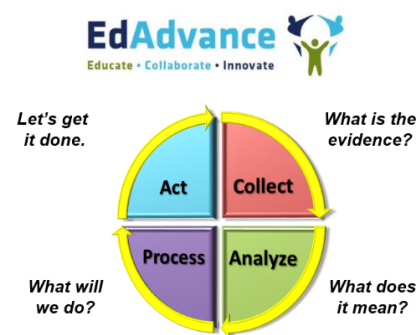 EdAdvance
Educate • Collaborate • Innovate
Let's get
it done.
What is the
evidence?
Act
Collect
Process
Analyze
What will
we do?
What does
it mean?